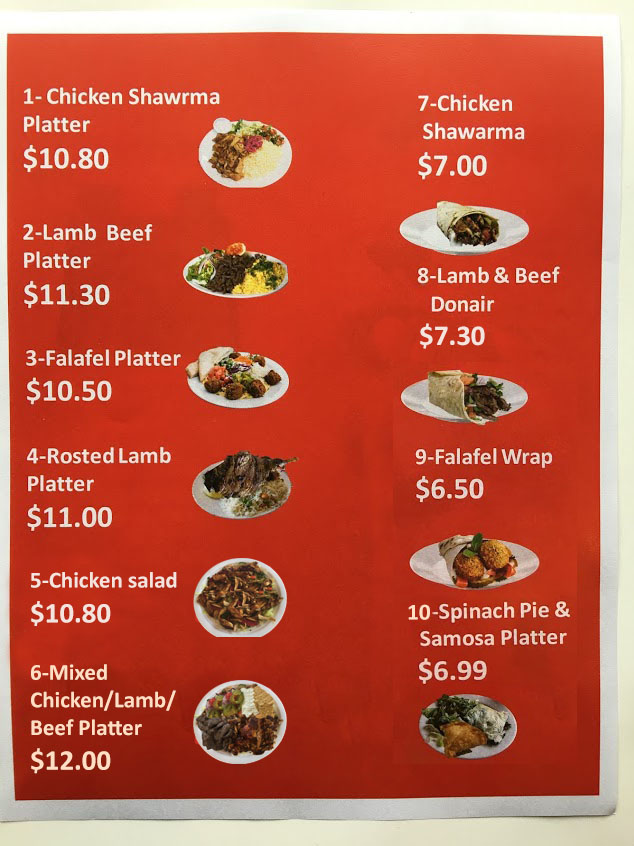 1- Chicken Shawrma
Platter
$10.80
2-Lamb Beef
Platter
$11.30
3-Falafel Platter
$10.50
4-Rosted Lamb
Platter
$11.00
5-Chicken salad
$10.80
6-Mixed
Chicken/Lamb/
Beef Platter
$12.00
7-Chicken
Shawarma
$7.00
8-Lamb & Beef
Donair
$7.30
9-Falafel Wrap
$6.50
10-Spinach Pie &
Samosa Platter
$6.99